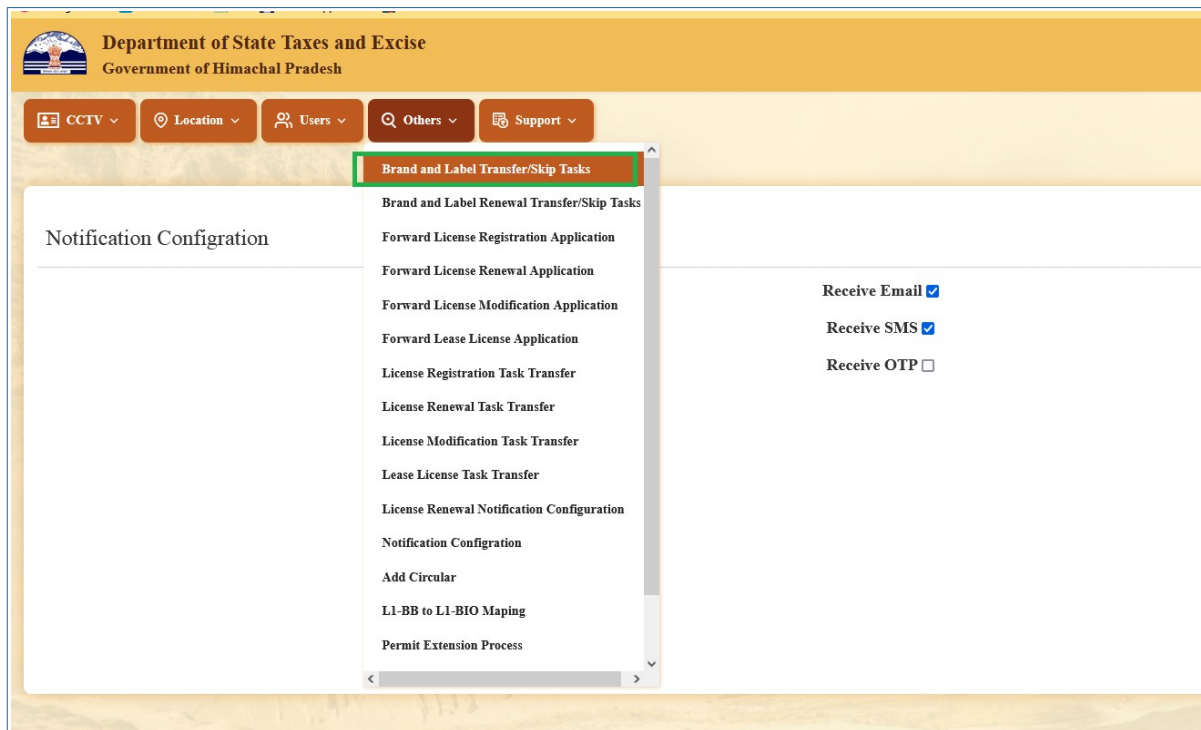 Department of State Taxes and Excise
Government of Himachal Pradesh
CCTV
Location
Users
Others
Support
Brand and Label Transfer/Skip Tasks
Brand and Label Renewal Transfer/Skip Tasks
Forward License Registration Application
Forward License Renewal Application
Forward License Modification Application
Forward Lease License Application
License Registration Task Transfer
License Renewal Task Transfer
License Modification Task Transfer
Lease License Task Transfer
License Renewal Notification Configuration
Notification Configration
Add Circular
L1-BB to L1-BIO Maping
Permit Extension Process
Notification Configration
Receive Email
Receive SMS
Receive OTP